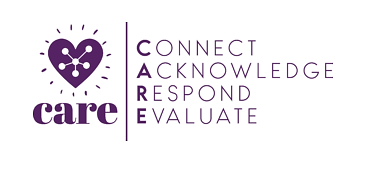 care
CONNECT
ACKNOWLEDGE
RESPOND
EVALUATE